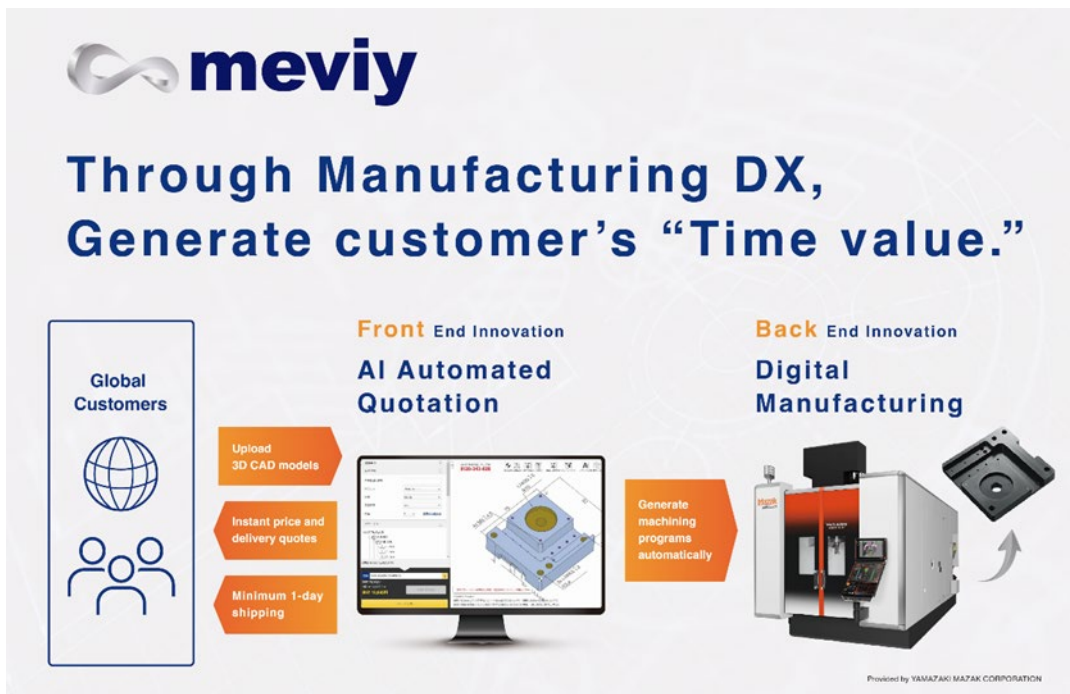 meviy
Through Manufacturing DX,
Generate customer's “Time value.”
Global
Customers
Upload
3D CAD models
Instant price and
delivery quotes
Minimum 1-day
shipping
Front End Innovation
AI Automated
Quotation
Generate
machining
programs
automatically
Back End Innovation
Digital
Manufacturing
Mazak
Provided by YAMAZAKI MAZAK CORPORATION